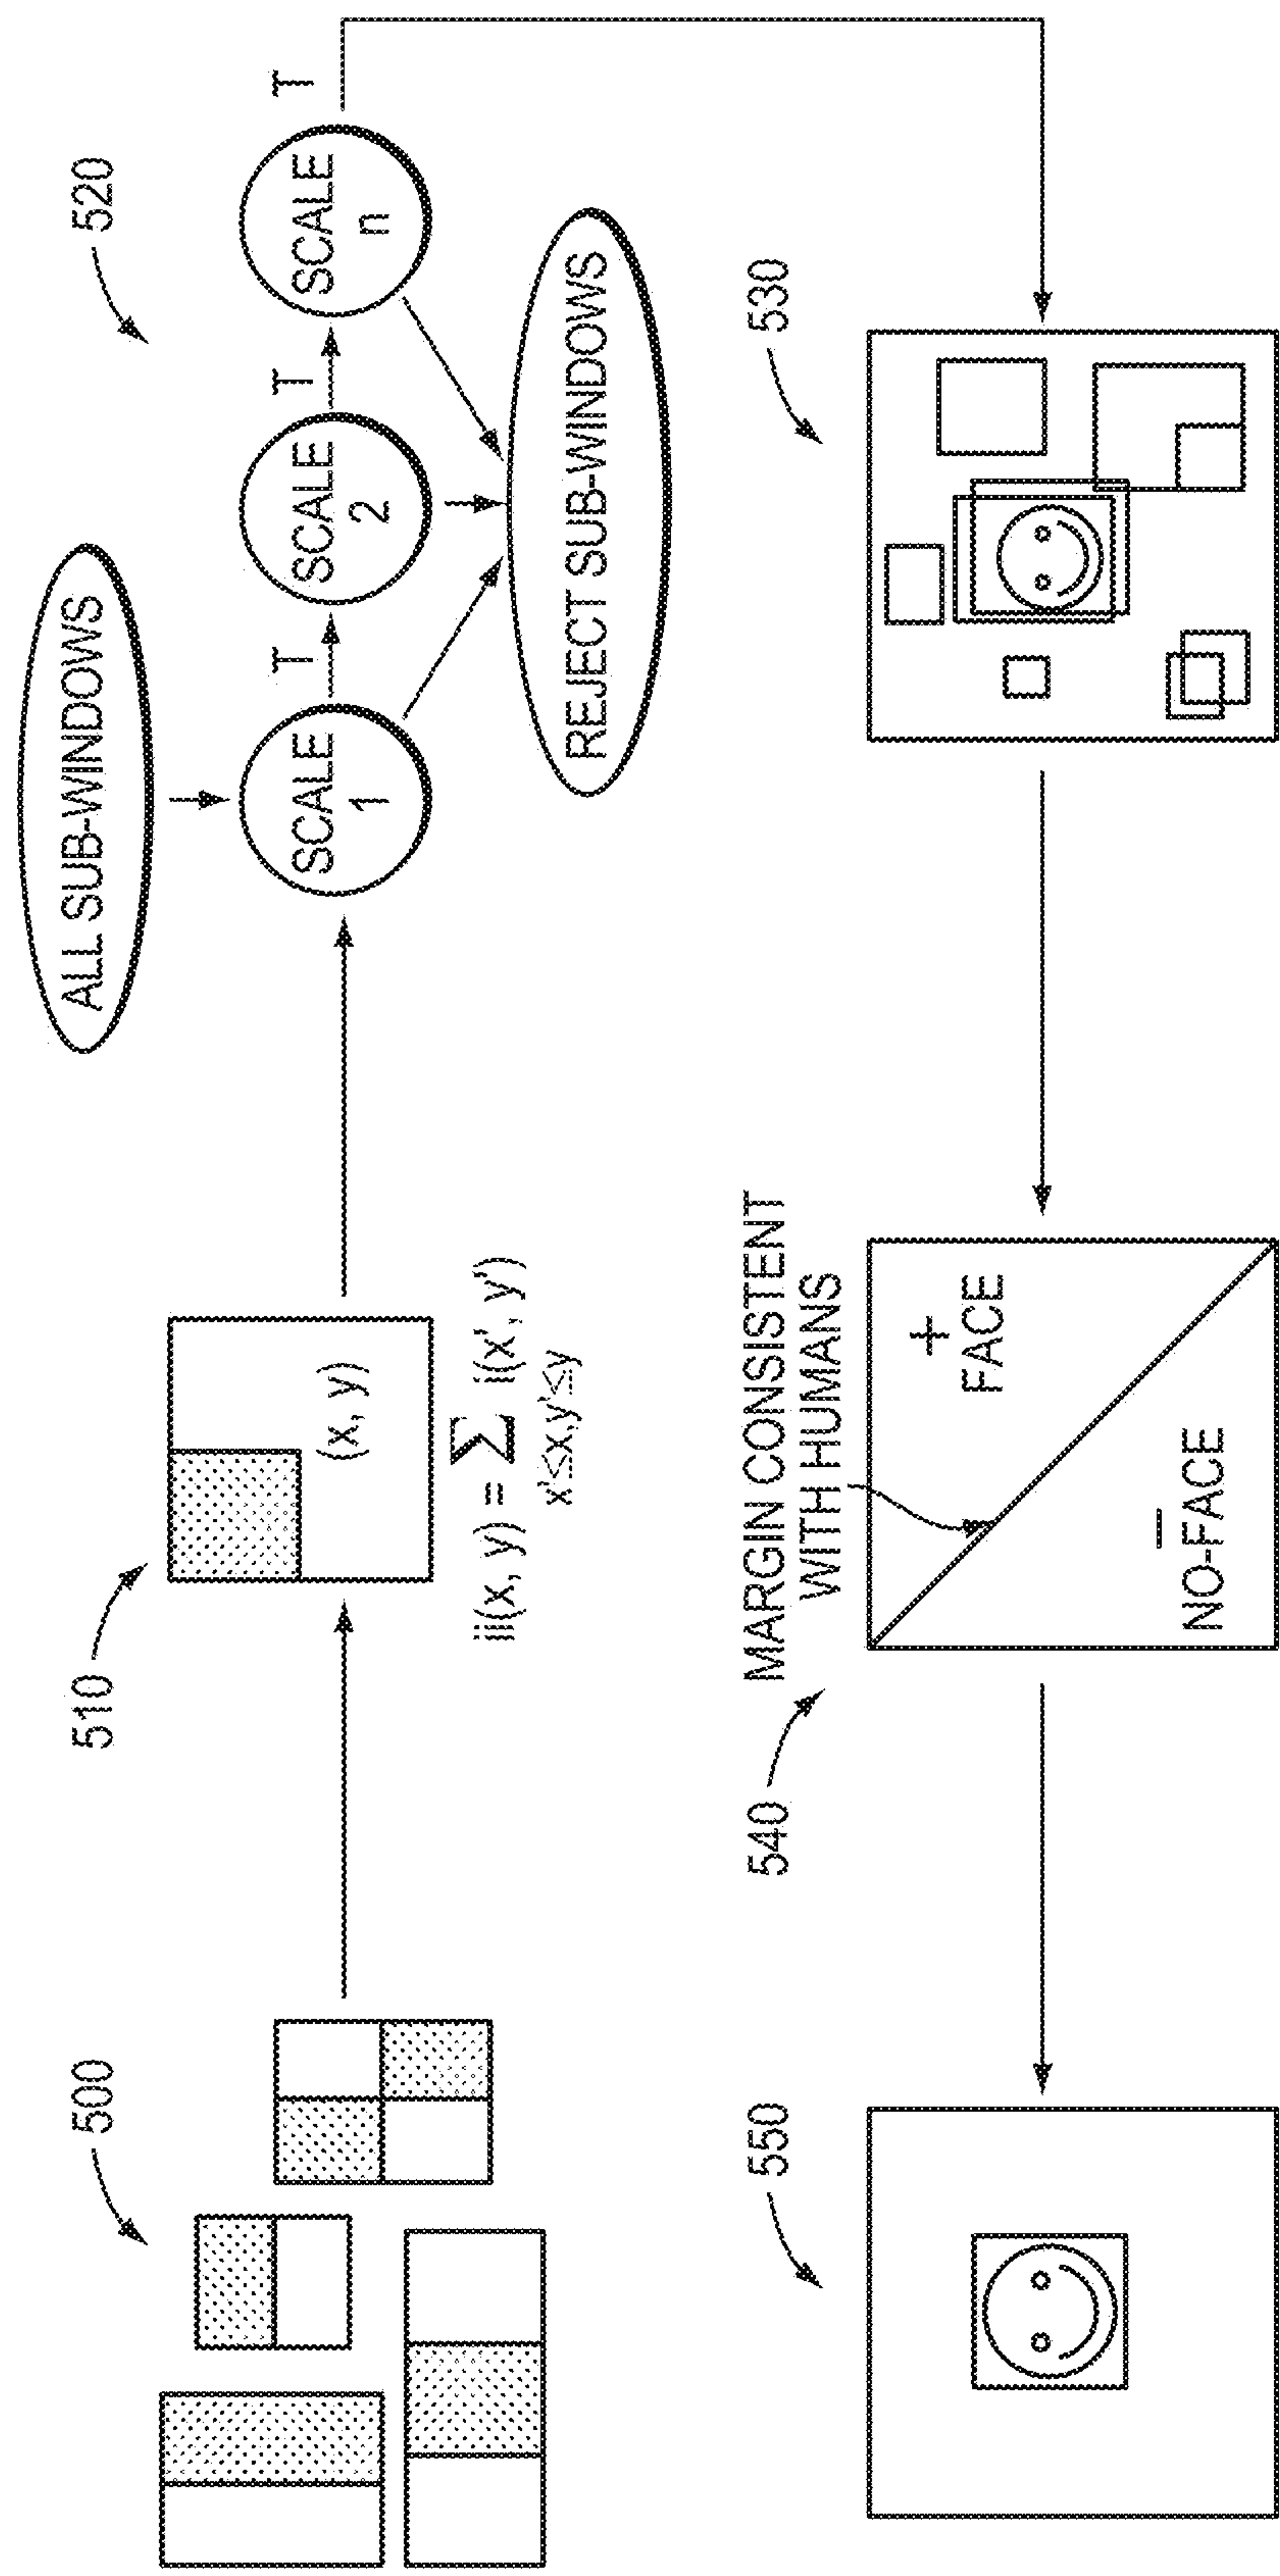 500
510
520
ALL SUB-WINDOWS
(x, y)
ii(x, y) = ∑ i(x', y')
x'≤x,y'≤y
SCALE
1
T
SCALE
2
T
SCALE
n
T
REJECT SUB-WINDOWS
550
540
MARGIN CONSISTENT
WITH HUMANS
530
+
FACE
–
NO-FACE